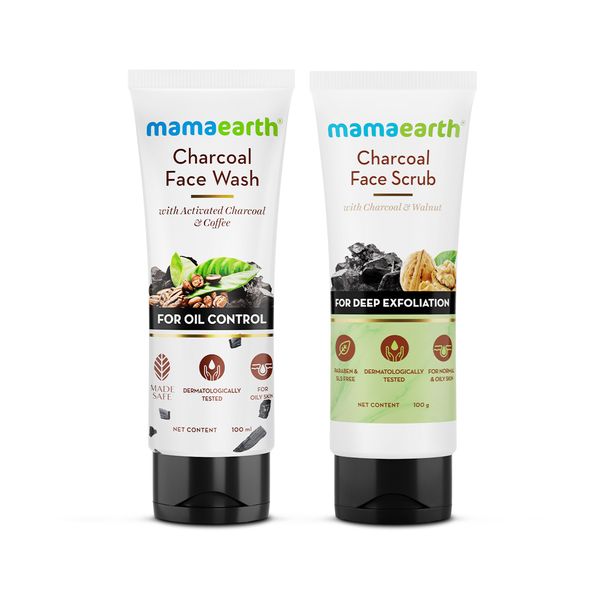 mamaearth®
Charcoal
Face Wash
with Activated Charcoal
& Coffee
FOR OIL CONTROL
MADE
SAFE
DERMATOLOGICALLY
TESTED
FOR
OILY SKIN
NET CONTENT 100 ml
mamaearth®
Charcoal
Face Scrub
with Charcoal & Walnut
FOR DEEP EXFOLIATION
PARABEN &
SLS FREE
DERMATOLOGICALLY
TESTED
FOR NORMAL
& OILY SKIN
NET CONTENT 100 g